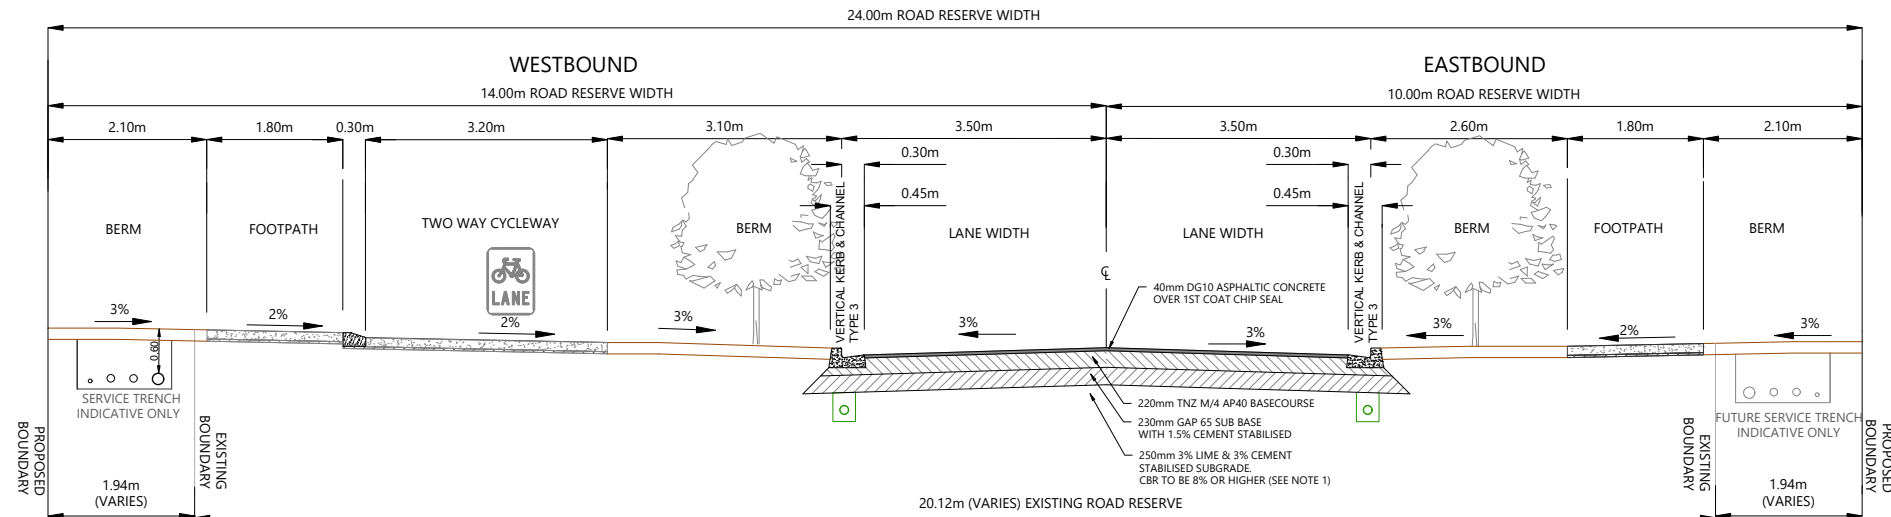 24.00m ROAD RESERVE WIDTH
WESTBOUND
EASTBOUND
14.00m ROAD RESERVE WIDTH
10.00m ROAD RESERVE WIDTH
2.10m
1.80m
0.30m
3.20m
3.10m
3.50m
3.50m
2.60m
1.80m
2.10m
0.30m
0.30m
0.45m
0.45m
BERM
FOOTPATH
TWO WAY CYCLEWAY
LANE
BERM
VERTICAL KERB & CHANNEL
TYPE 3
LANE WIDTH
LANE WIDTH
VERTICAL KERB & CHANNEL
TYPE 3
BERM
FOOTPATH
BERM
℄
40mm DG10 ASPHALTIC CONCRETE
OVER 1ST COAT CHIP SEAL
3%
2%
2%
3%
3%
3%
3%
2%
3%
0.60
SERVICE TRENCH
INDICATIVE ONLY
220mm TNZ M/4 AP40 BASECOURSE
230mm GAP 65 SUB BASE
WITH 1.5% CEMENT STABILISED
250mm 3% LIME & 3% CEMENT
STABILISED SUBGRADE.
CBR TO BE 8% OR HIGHER (SEE NOTE 1)
FUTURE SERVICE TRENCH
INDICATIVE ONLY
PROPOSED
BOUNDARY
EXISTING
BOUNDARY
EXISTING
BOUNDARY
PROPOSED
BOUNDARY
1.94m
(VARIES)
20.12m (VARIES) EXISTING ROAD RESERVE
1.94m
(VARIES)